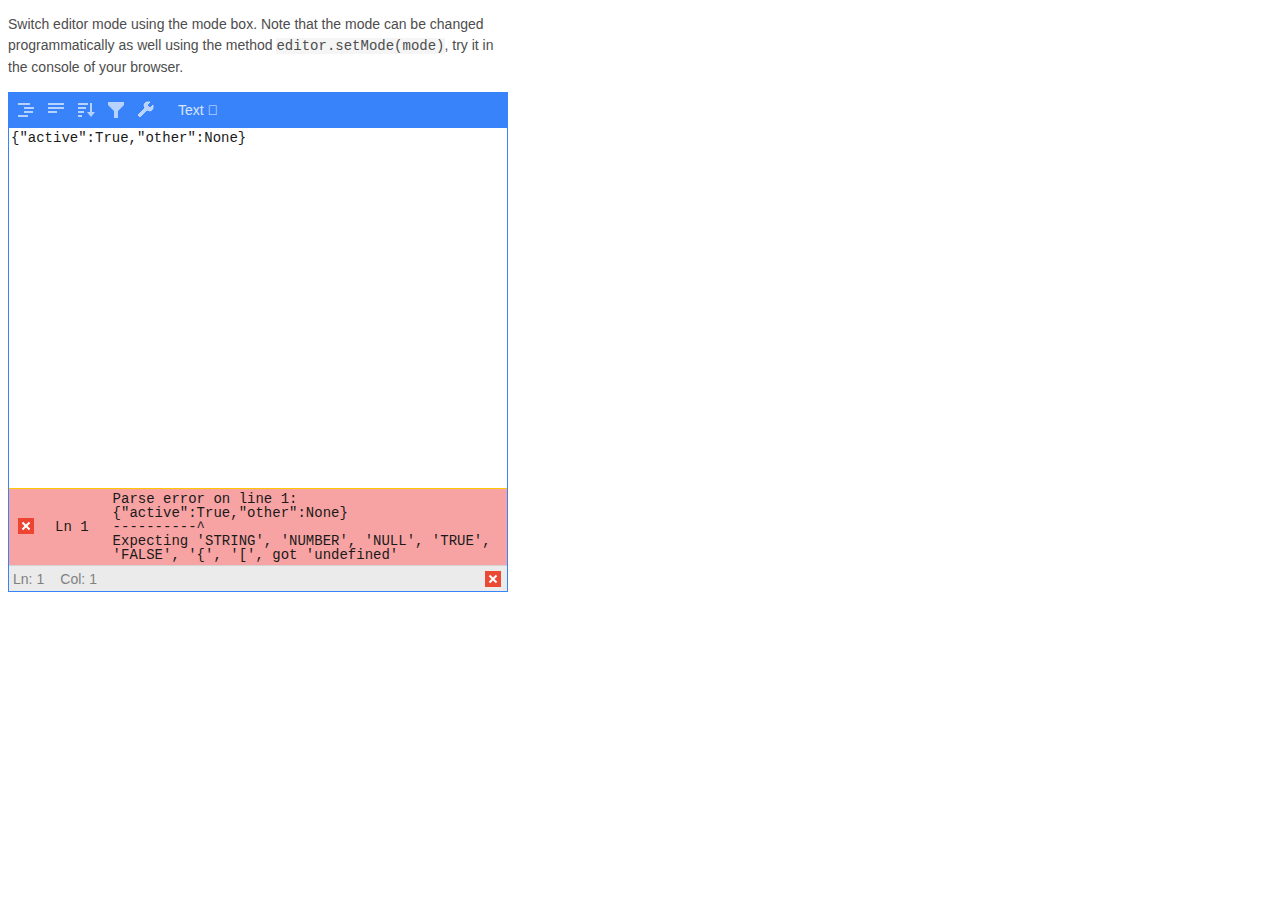 Switch editor mode using the mode box. Note that the mode can be changed
programmatically as well using the method editor.setMode(mode), try it in
the console of your browser.
Text
{"active":True,"other":None}
Parse error on line 1:
{"active":True,"other":None}
----------^
Ln 1
Expecting 'STRING', 'NUMBER', 'NULL', 'TRUE',
'FALSE', '{', '[', got 'undefined'
Ln: 1 Col: 1